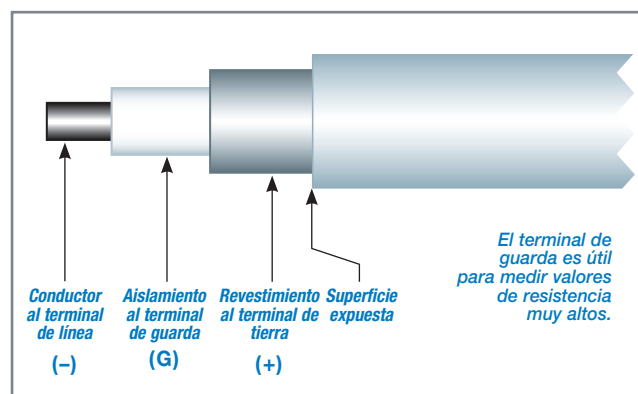 El terminal de
guarda es útil
para medir valores
de resistencia
muy altos.
Conductor
al terminal
de línea
(–)
Aislamiento
al terminal
de guarda
(G)
Revestimiento
al terminal de
tierra
(+)
Superficie
expuesta